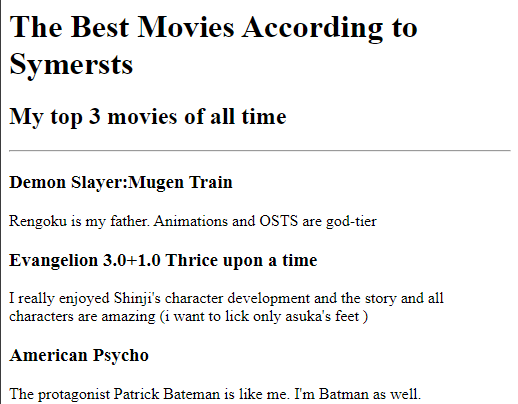 The Best Movies According to
Symersts
My top 3 movies of all time
Demon Slayer:Mugen Train
Rengoku is my father. Animations and OSTS are god-tier
Evangelion 3.0+1.0 Thrice upon a time
I really enjoyed Shinji's character development and the story and all
characters are amazing (i want to lick only asuka's feet )
American Psycho
The protagonist Patrick Bateman is like me. I'm Batman as well.